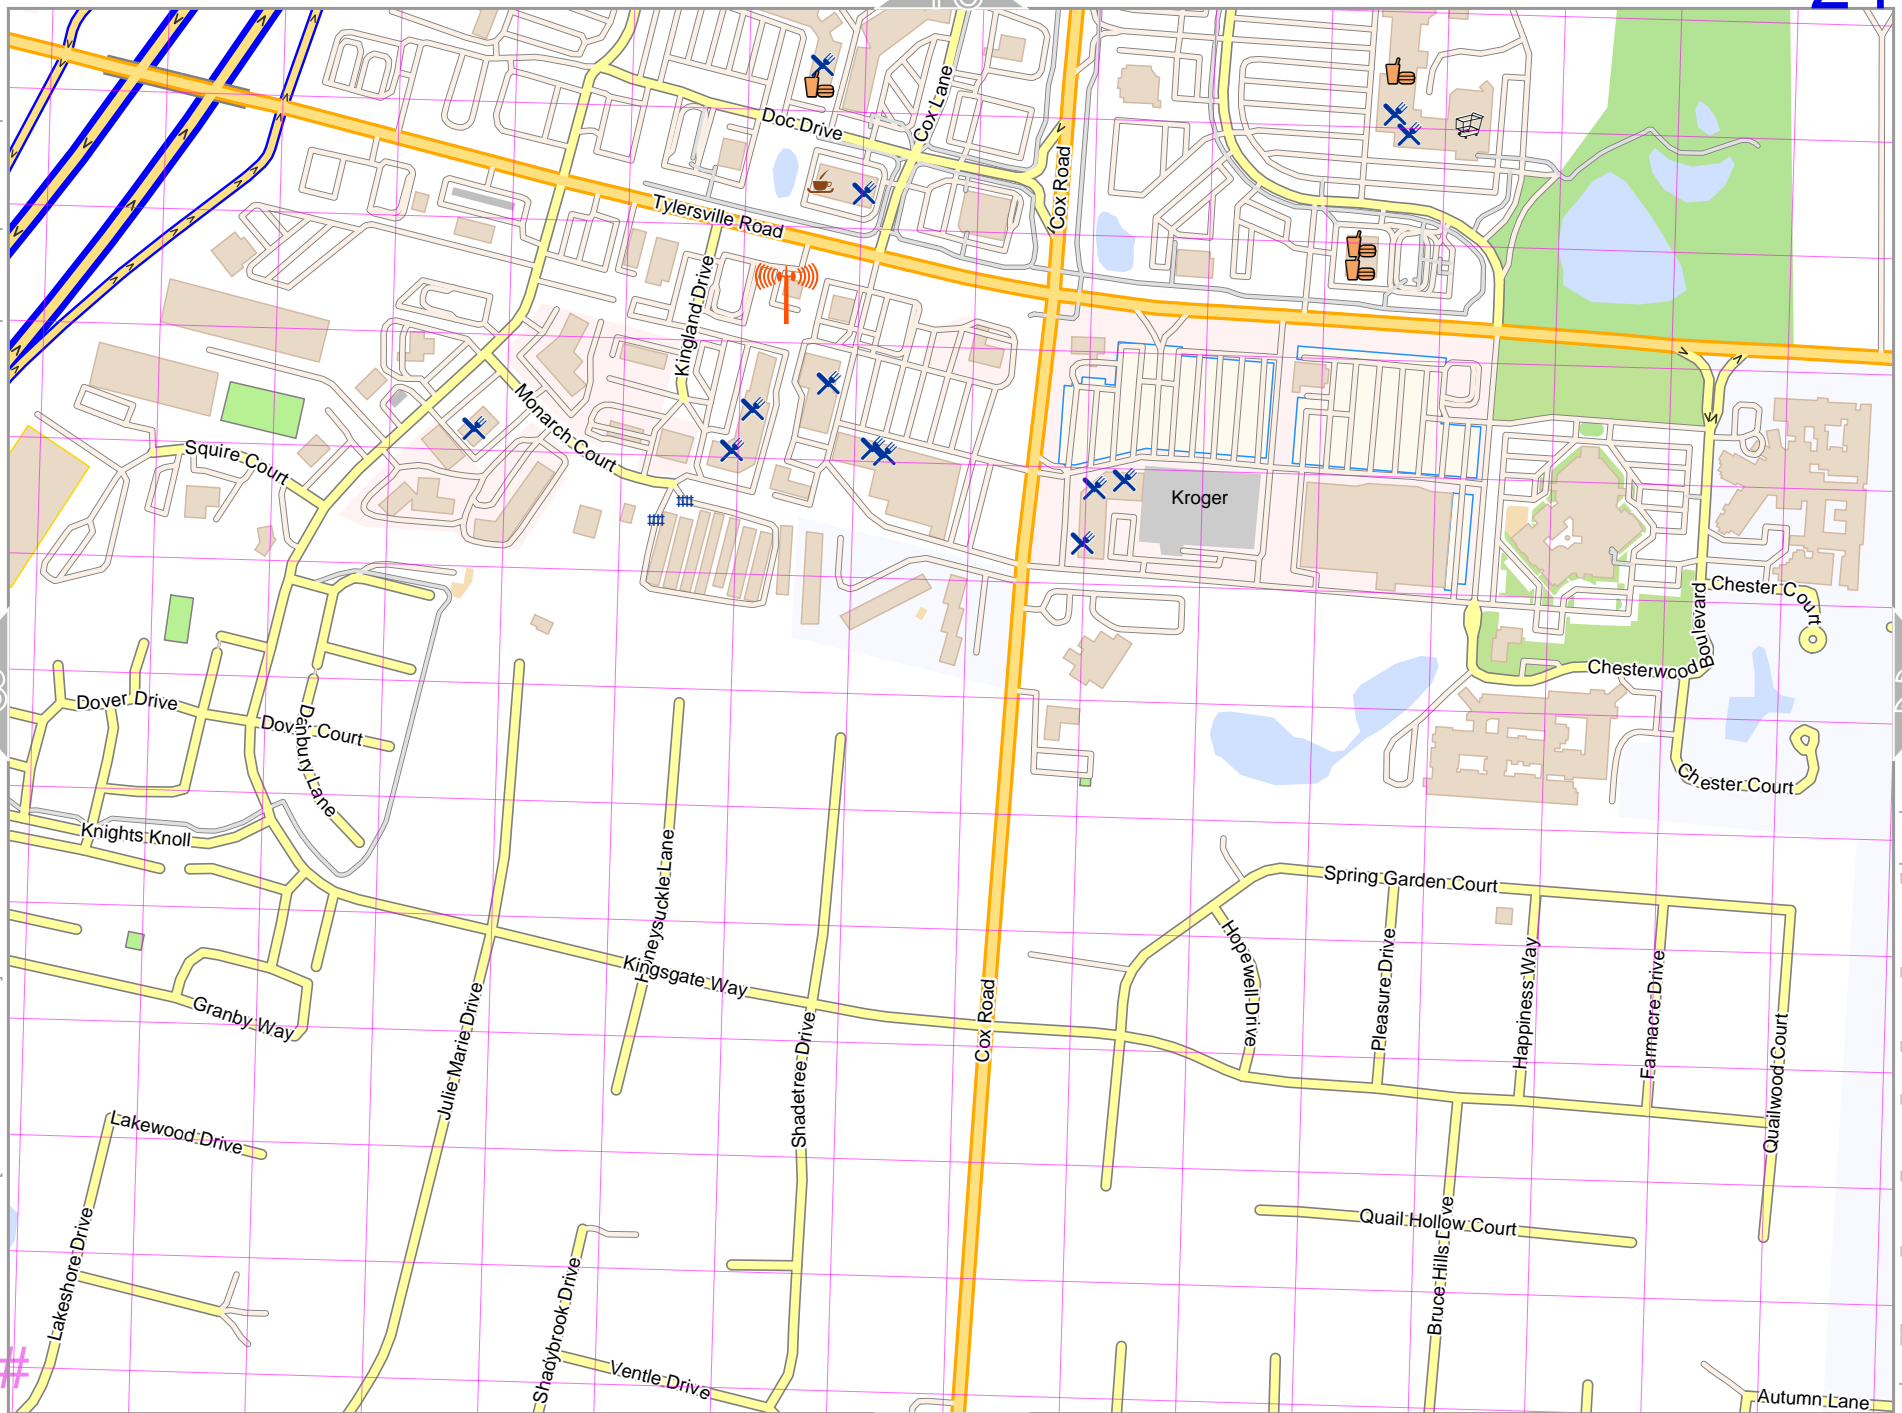 Doc Drive
Cox Lane
Cox Road
Tylersville Road
Kingland Drive
Monarch Court
Squire Court
Kroger
Chester Court
Boulevard
Chesterwood
Dover Drive
Dover Court
Danbury Lane
Chester Court
Knights Knoll
Honeysuckle Lane
Spring Garden Court
Hopewell Drive
Pleasure Drive
Happiness Way
Farmacre Drive
Quailwood Court
Kingsgate Way
Granby Way
Julie Marie Drive
Shadetree Drive
Cox Road
Lakewood Drive
Lakeshore Drive
Quail Hollow Court
Bruce Hills Drive
Shadybrook Drive
Ventle Drive
#
Autumn Lane